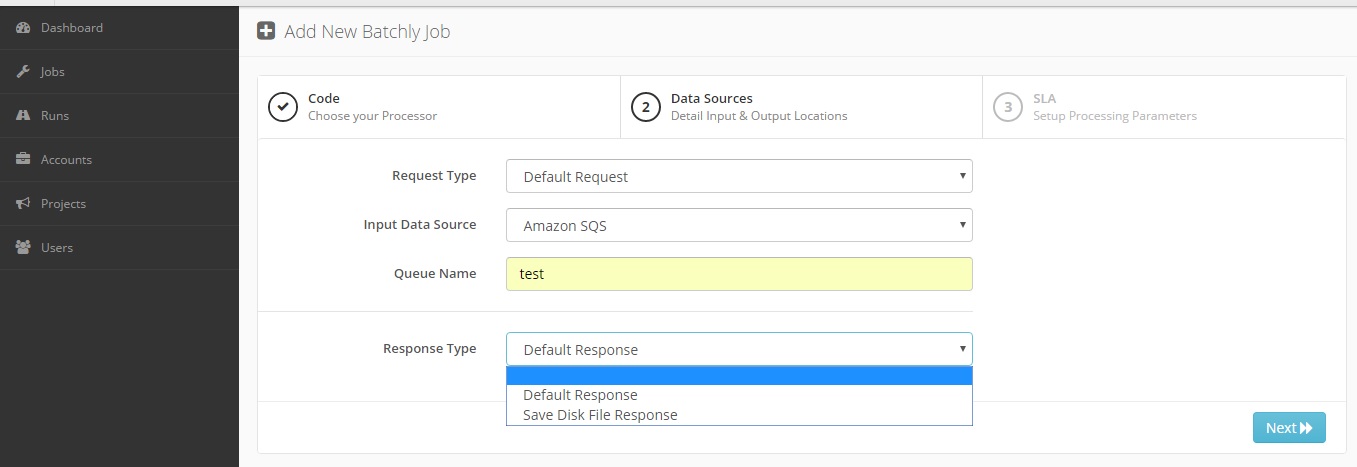 Dashboard
Jobs
Runs
Accounts
Projects
Users
Add New Batchly Job
Code
Choose your Processor
2
Data Sources
Detail Input & Output Locations
3
SLA
Setup Processing Parameters
Request Type
Default Request
Input Data Source
Amazon SQS
Queue Name
test
Response Type
Default Response
Default Response
Save Disk File Response
Next